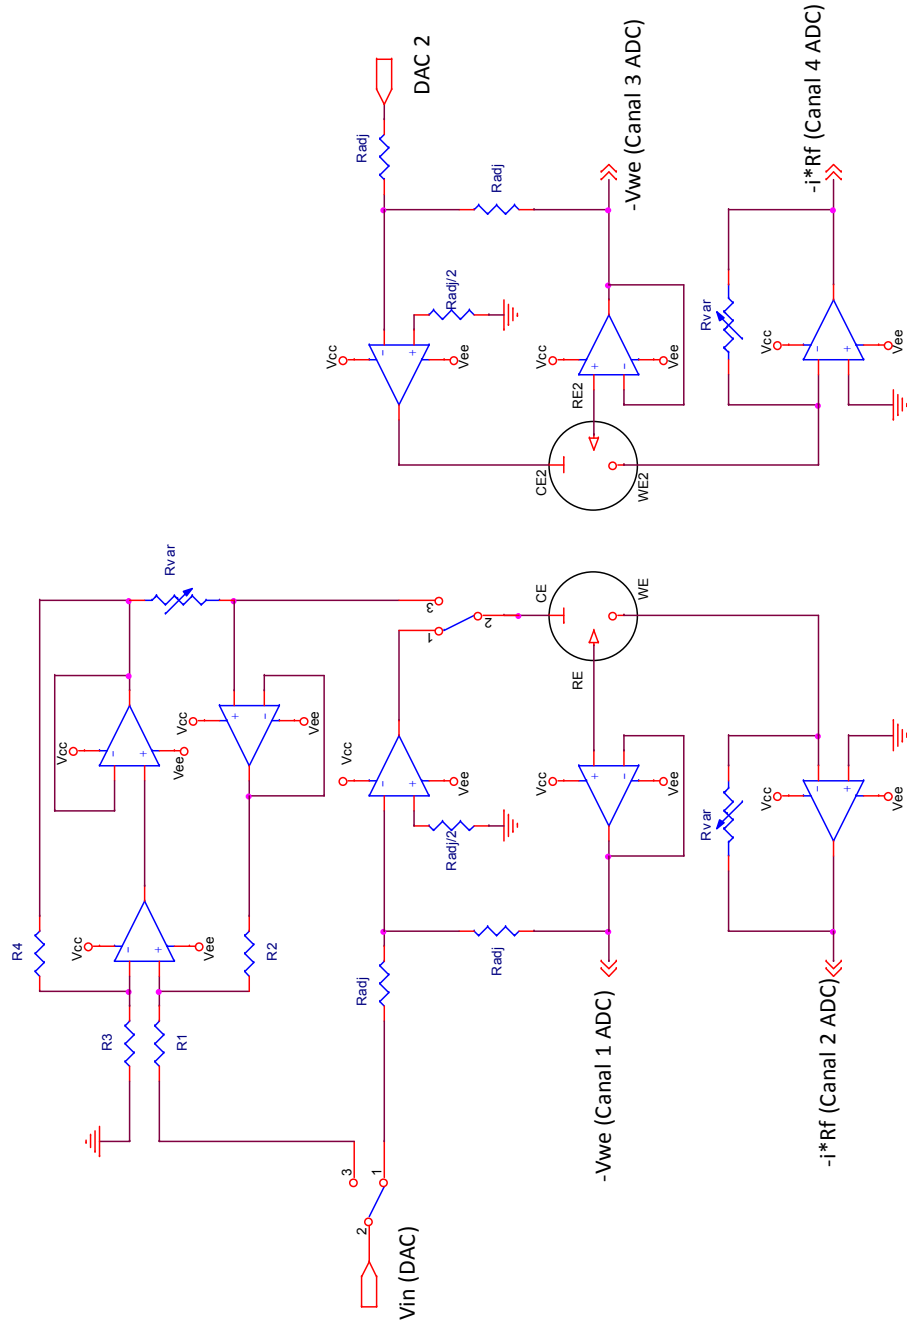 R4
Vcc
Vcc
R3
Rvar
R1
Vee
Vcc
Vee
R2
Vee
3
Vcc
Vcc
2
Radj
Radj
1
Vin (DAC)
DAC 2
1
Radj/2
3
Radj/2
Vee
Vee
2
Radj
Radj
Vcc
CE
CE2
Vcc
RE
RE2
-Vwe (Canal 1 ADC)
-Vwe (Canal 3 ADC)
WE
WE2
Vee
Vee
Rvar
Rvar
Vcc
Vcc
-i*Rf (Canal 2 ADC)
-i*Rf (Canal 4 ADC)
Vee
Vee
- +
- +
- +
- +
- +
+ -
+ -
- +
- +